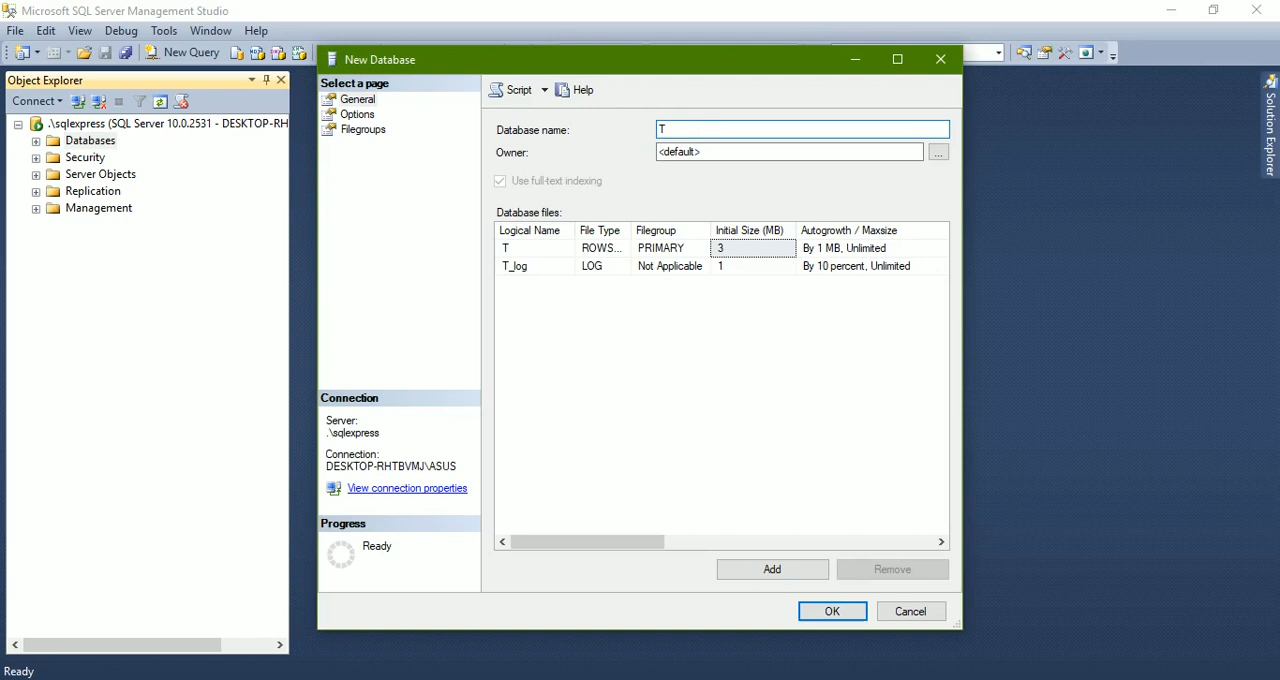 Microsoft SQL Server Management Studio
File Edit View Debug Tools Window Help
New Query
Object Explorer
Connect
.\sqlexpress (SQL Server 10.0.2531 - DESKTOP-RH
Databases
Security
Server Objects
Replication
Management
New Database
Select a page
General
Options
Filegroups
Script Help
Database name: T
Owner: <default> ...
Use full-text indexing
Database files:
Logical Name File Type Filegroup Initial Size (MB) Autogrowth / Maxsize
T ROWS... PRIMARY 3 By 1 MB, Unlimited
T_log LOG Not Applicable 1 By 10 percent, Unlimited
Connection
Server:
.\sqlexpress
Connection:
DESKTOP-RHTBVMJ\ASUS
View connection properties
Progress
Ready
Add Remove
OK Cancel
Solution Explorer
Ready